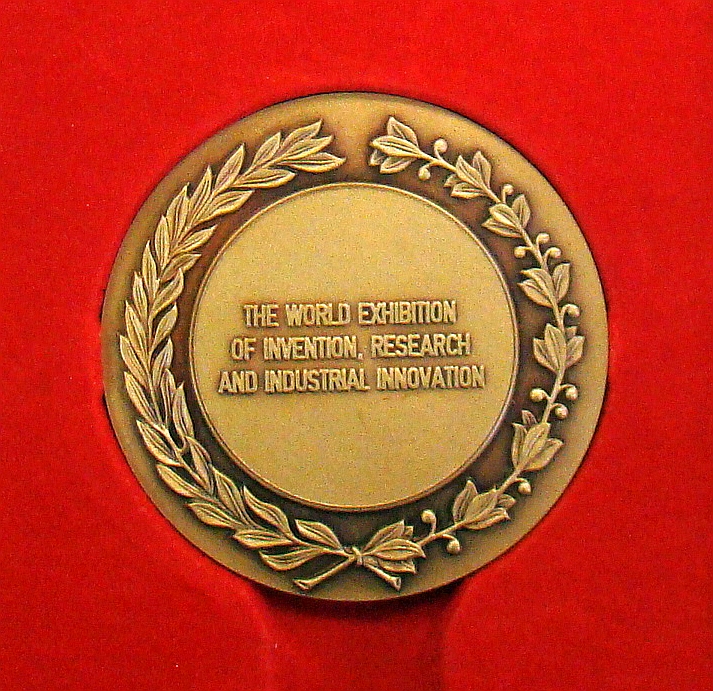 THE WORLD EXHIBITION
OF INVENTION, RESEARCH
AND INDUSTRIAL INNOVATION